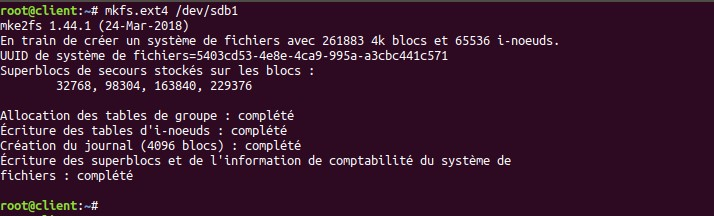 root@client:~# mkfs.ext4 /dev/sdb1
mke2fs 1.44.1 (24-Mar-2018)
En train de créer un système de fichiers avec 261883 4k blocs et 65536 i-noeuds.
UUID de système de fichiers=5403cd53-4e8e-4ca9-995a-a3cbc441c571
Superblocs de secours stockés sur les blocs :
32768, 98304, 163840, 229376
Allocation des tables de groupe : complété
Écriture des tables d'i-noeuds : complété
Création du journal (4096 blocs) : complété
Écriture des superblocs et de l'information de comptabilité du système de
fichiers : complété
root@client:~#